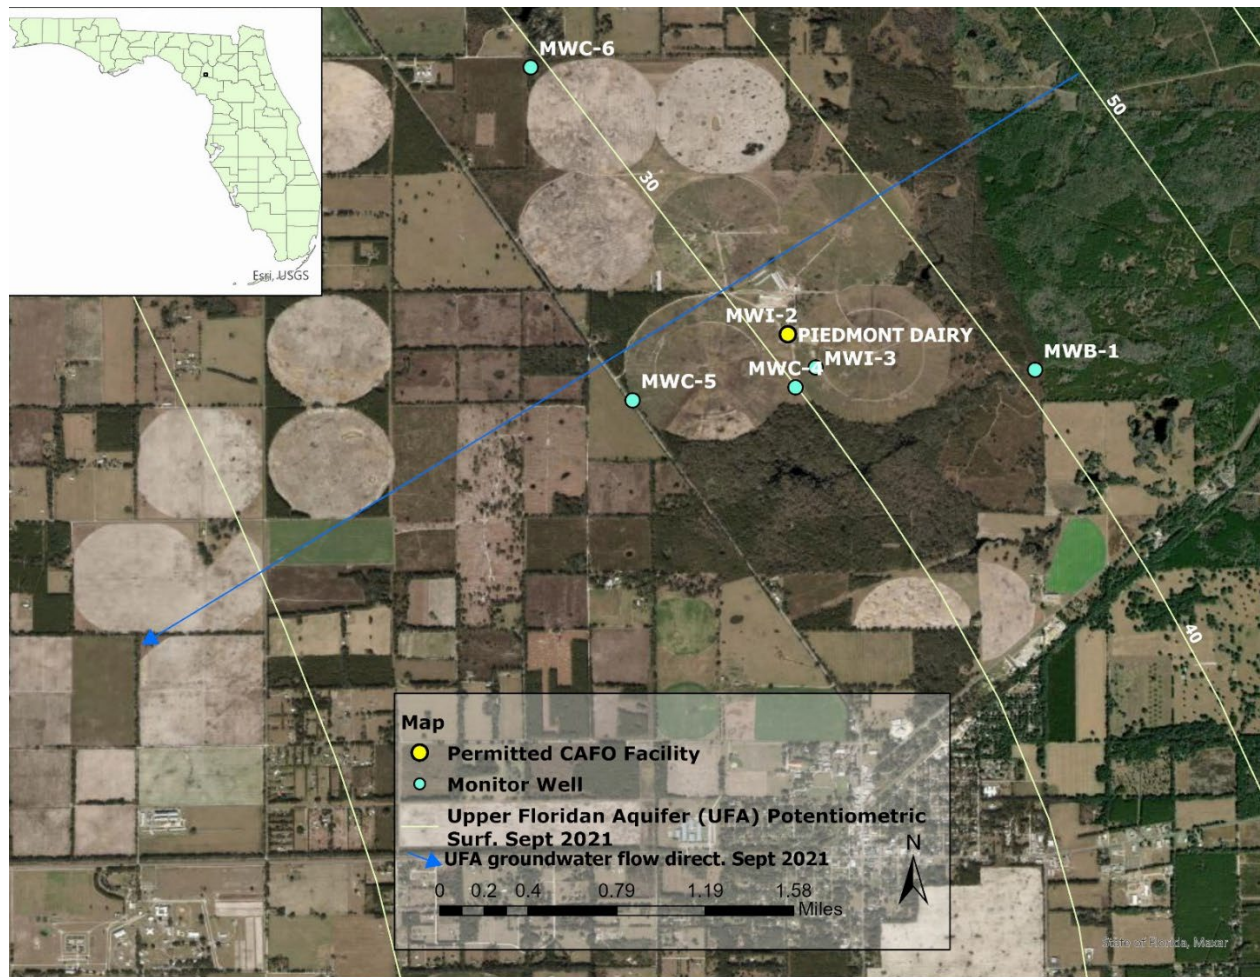 MWC-6
50
30
Esri, USGS
MWI-2
PIEDMONT DAIRY
MWI-3
MWB-1
MWC-4
MWC-5
40
Map
Permitted CAFO Facility
Monitor Well
Upper Floridan Aquifer (UFA) Potentiometric
Surf. Sept 2021
UFA groundwater flow direct. Sept 2021
N
0 0.2 0.4 0.79 1.19 1.58
Miles
State of Florida, Maxar